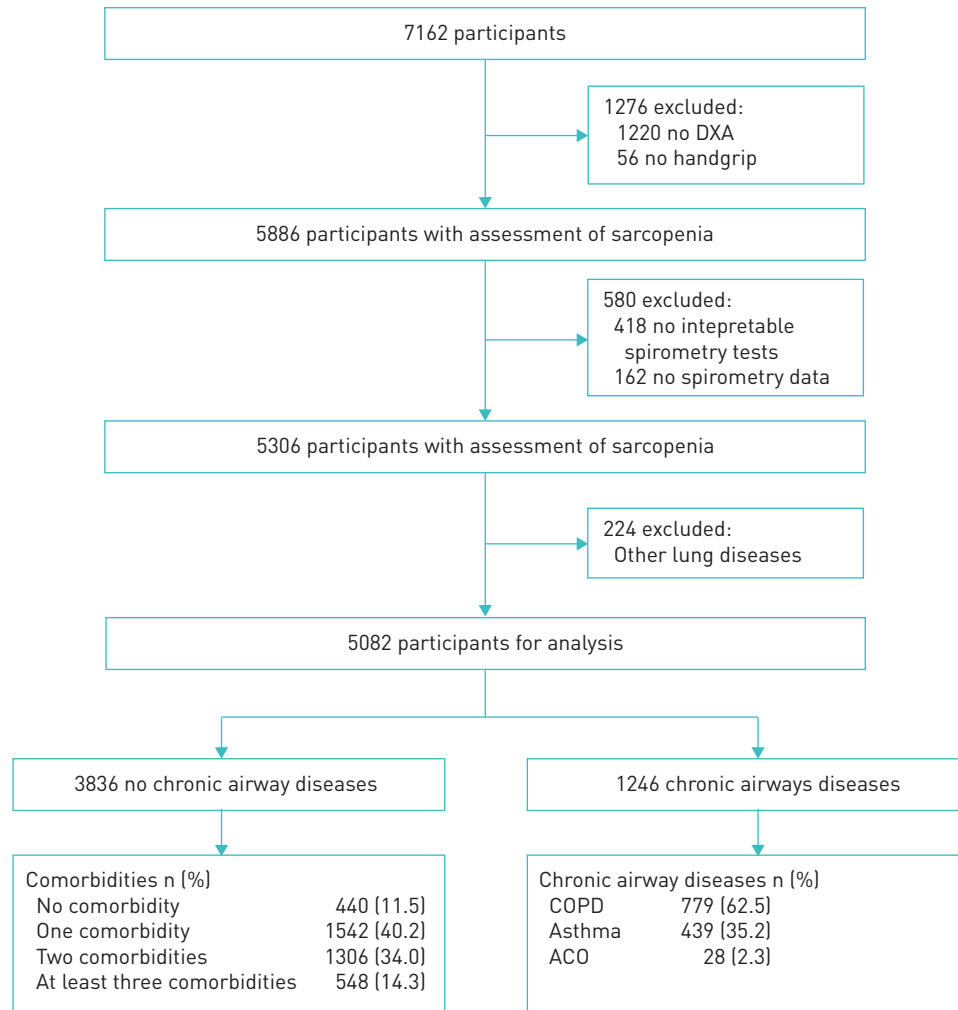 7162 participants
1276 excluded:
1220 no DXA
56 no handgrip
5886 participants with assessment of sarcopenia
580 excluded:
418 no intepretable
spirometry tests
162 no spirometry data
5306 participants with assessment of sarcopenia
224 excluded:
Other lung diseases
5082 participants for analysis
3836 no chronic airway diseases
1246 chronic airways diseases
Comorbidities n (%)
No comorbidity 440 (11.5)
One comorbidity 1542 (40.2)
Two comorbidities 1306 (34.0)
At least three comorbidities 548 (14.3)
Chronic airway diseases n (%)
COPD 779 (62.5)
Asthma 439 (35.2)
ACO 28 (2.3)